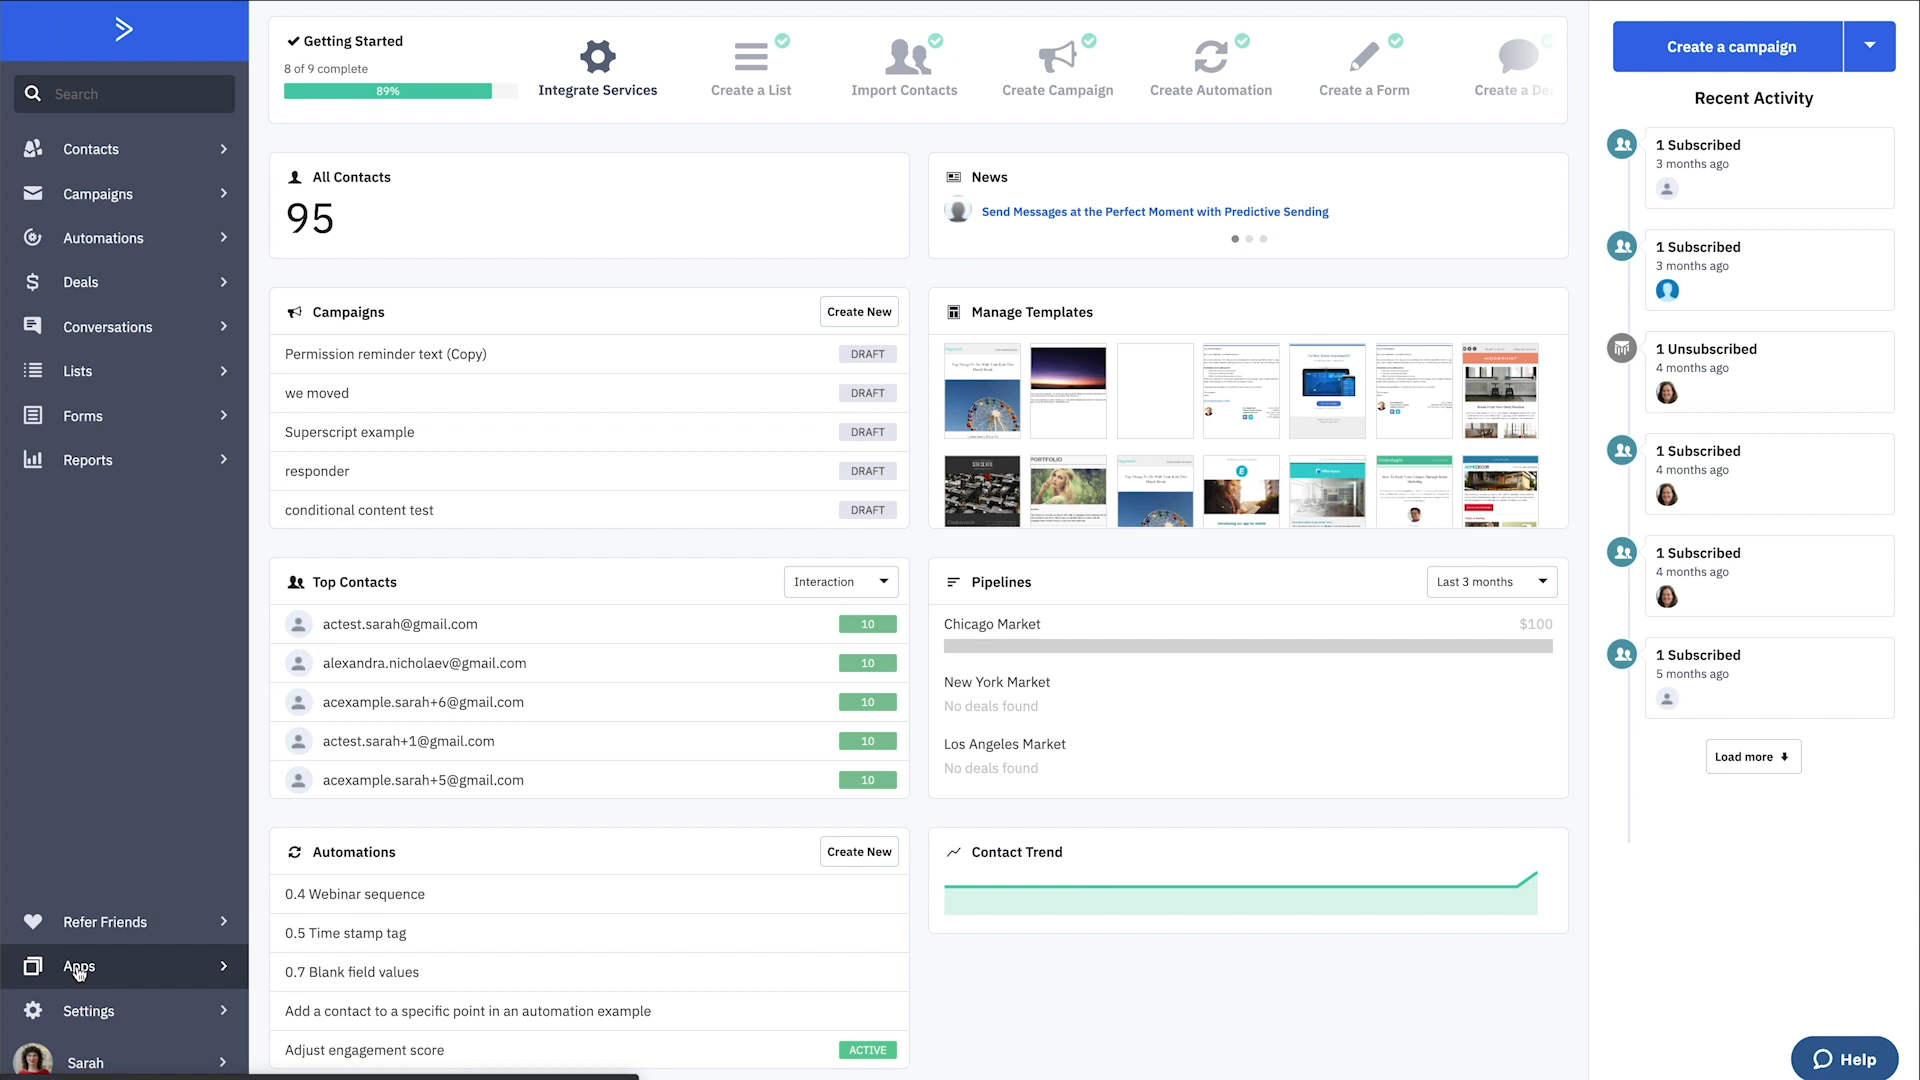 Search
Contacts
Campaigns
Automations
Deals
Conversations
Lists
Forms
Reports
Refer Friends
Apps
Settings
Sarah
Getting Started
8 of 9 complete
89%
Integrate Services
Create a List
Import Contacts
Create Campaign
Create Automation
Create a Form
Create a De
All Contacts
95
News
Send Messages at the Perfect Moment with Predictive Sending
Campaigns
Create New
Permission reminder text (Copy) DRAFT
we moved DRAFT
Superscript example DRAFT
responder DRAFT
conditional content test DRAFT
Manage Templates
MODERNIST
PORTFOLIO
Top Contacts
Interaction
actest.sarah@gmail.com 10
alexandra.nicholaev@gmail.com 10
acexample.sarah+6@gmail.com 10
actest.sarah+1@gmail.com 10
acexample.sarah+5@gmail.com 10
Pipelines
Last 3 months
Chicago Market $100
New York Market
No deals found
Los Angeles Market
No deals found
Automations
Create New
0.4 Webinar sequence
0.5 Time stamp tag
0.7 Blank field values
Add a contact to a specific point in an automation example
Adjust engagement score ACTIVE
Contact Trend
Create a campaign
Recent Activity
1 Subscribed
3 months ago
1 Subscribed
3 months ago
1 Unsubscribed
4 months ago
1 Subscribed
4 months ago
1 Subscribed
4 months ago
1 Subscribed
5 months ago
Load more
Help